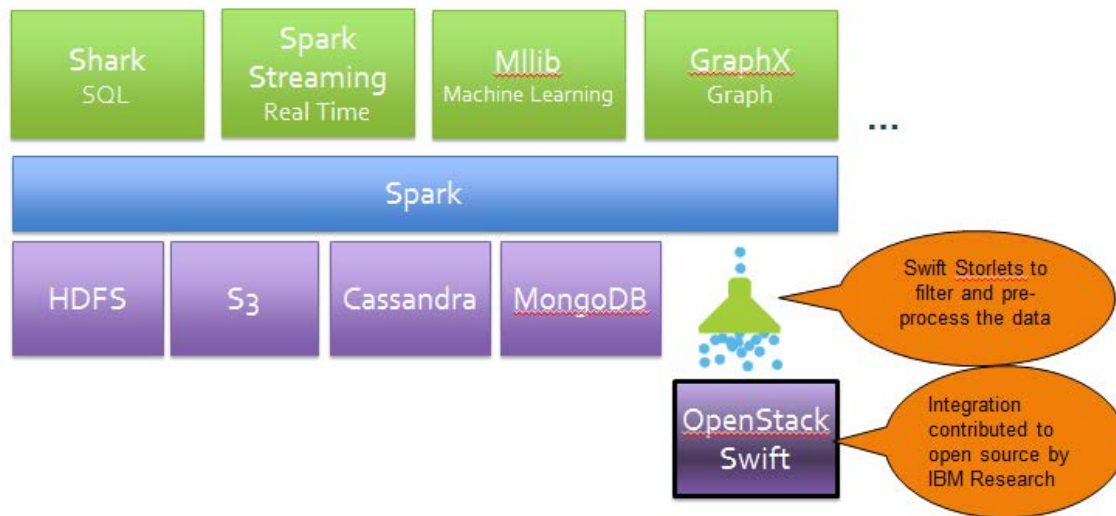 Shark
SQL
Spark
Streaming
Real Time
Mllib
Machine Learning
GraphX
Graph
...
Spark
HDFS
S3
Cassandra
MongoDB
Swift Storlets to
filter and pre-
process the data
OpenStack
Swift
Integration
contributed to
open source by
IBM Research